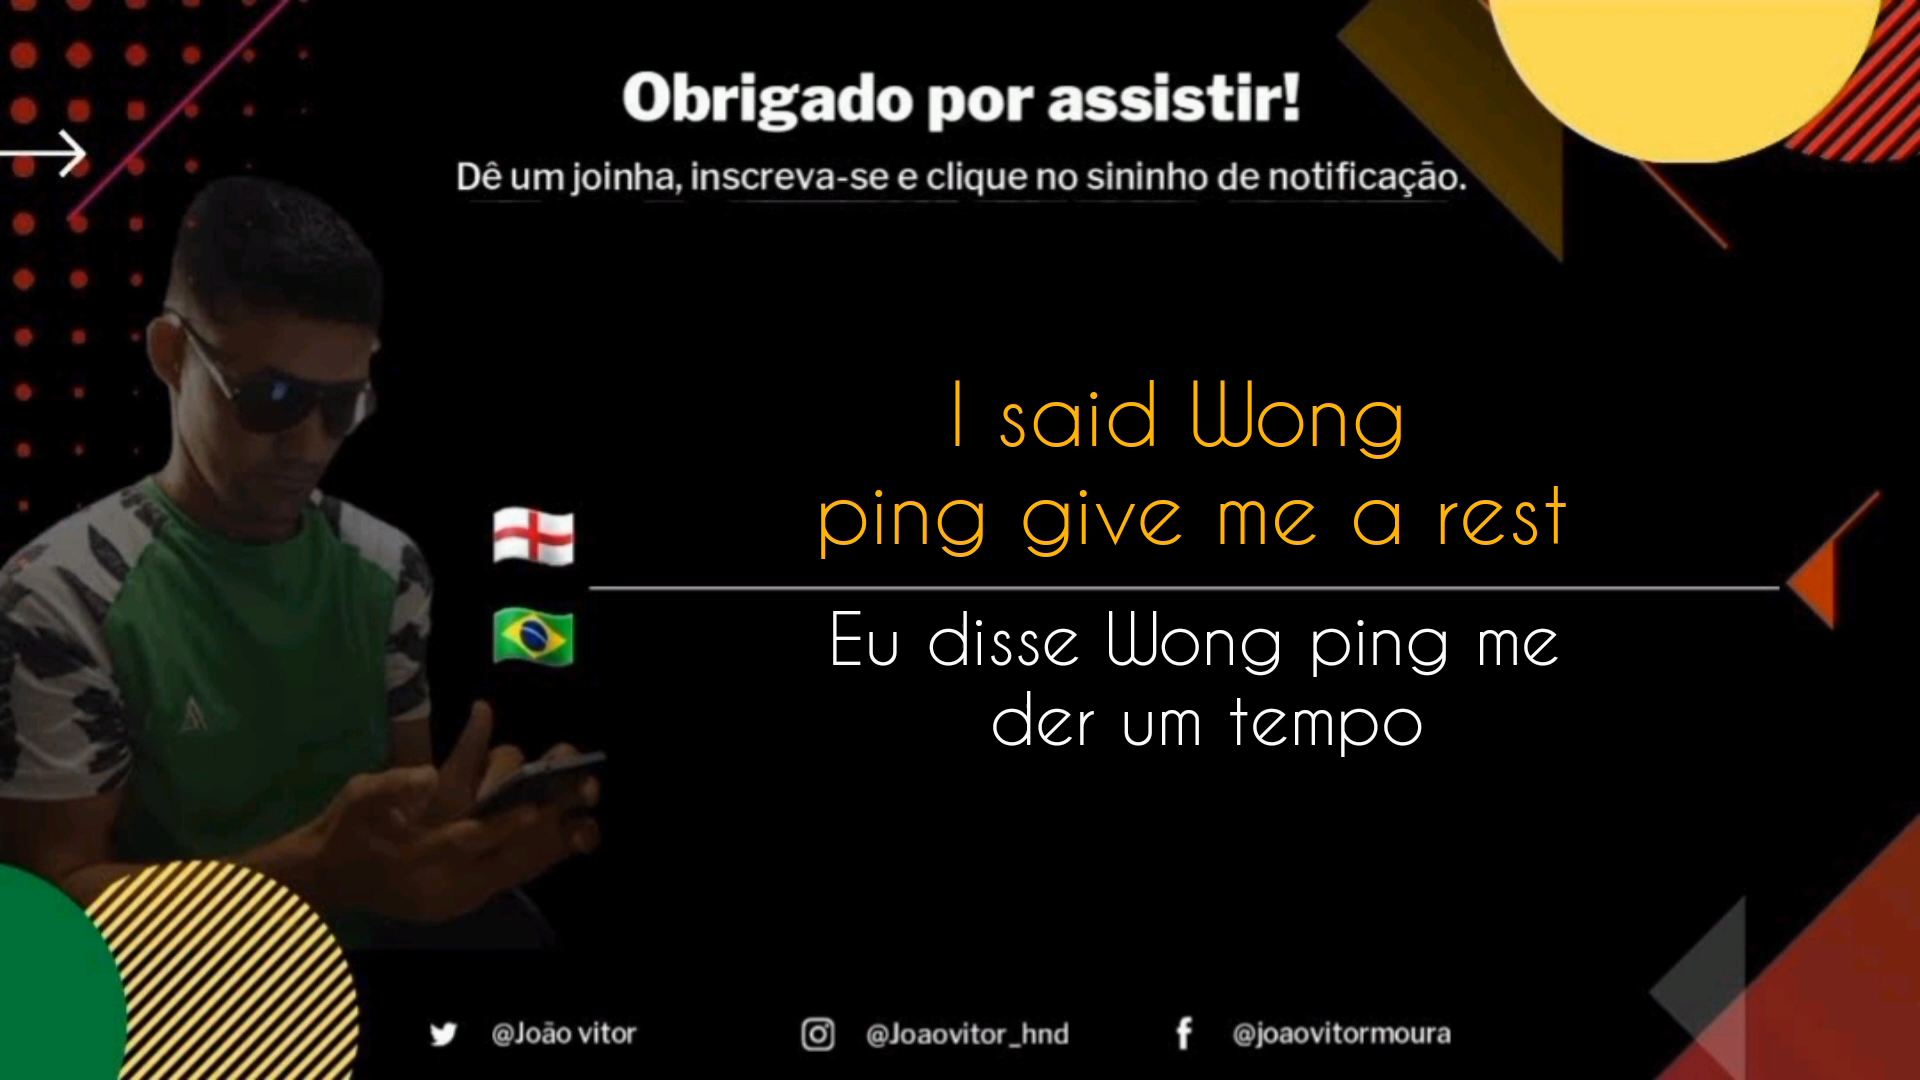 Obrigado por assistir!
Dê um joinha, inscreva-se e clique no sininho de notificação.
I said Wong
ping give me a rest
Eu disse Wong ping me
der um tempo
@João vitor
@Joaovitor_hnd
@joaovitormoura